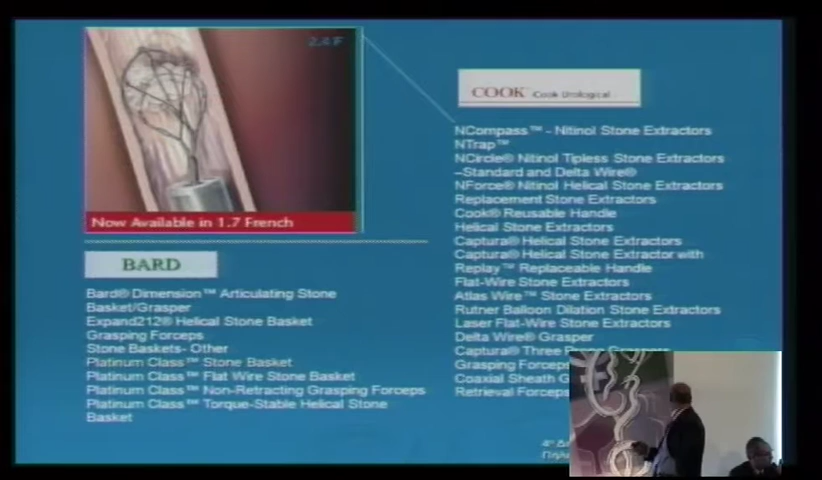 2.0 F
Now Available in 1.7 French
BARD
Bard® Dimension™ Articulating Stone
Basket/Grasper
Expand212® Helical Stone Basket
Grasping Forceps
Stone Baskets- Other
Platinum Class™ Stone Basket
Platinum Class™ Flat Wire Stone Basket
Platinum Class™ Non-Retracting Grasping Forceps
Platinum Class™ Torque-Stable Helical Stone
Basket
COOK Cook Urological
NCompass™ - Nitinol Stone Extractors
NTrap™
NCircle® Nitinol Tipless Stone Extractors
–Standard and Delta Wire®
NForce® Nitinol Helical Stone Extractors
Replacement Stone Extractors
Cook® Reusable Handle
Helical Stone Extractors
Captura® Helical Stone Extractors
Captura® Helical Stone Extractor with
Replay™ Replaceable Handle
Flat-Wire Stone Extractors
Atlas Wire™ Stone Extractors
Rutner Balloon Dilation Stone Extractors
Laser Flat-Wire Stone Extractors
Delta Wire® Grasper
Captura® Three
Grasping Forceps
Coaxial Sheath G
Retrieval Forceps